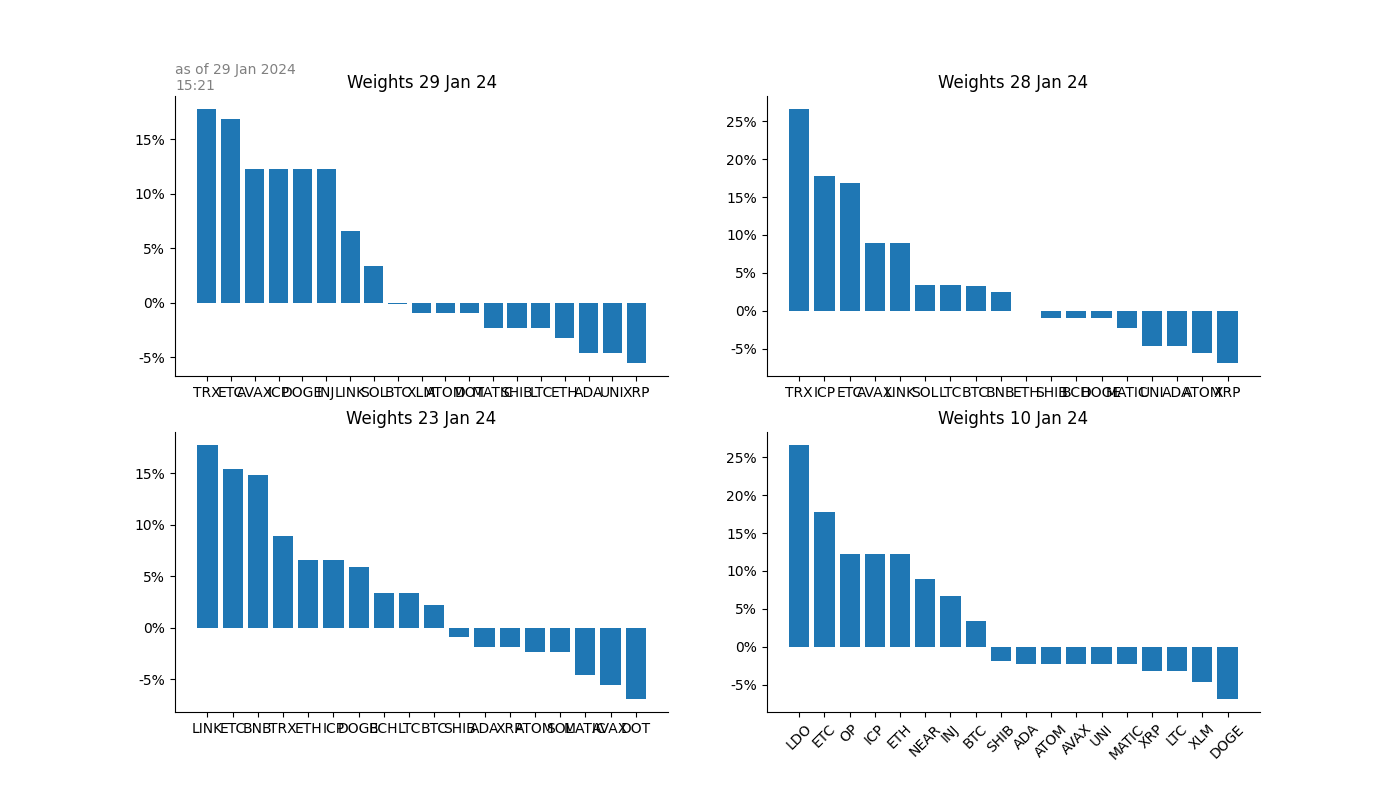 as of 29 Jan 2024
15:21
Weights 29 Jan 24
15%
10%
5%
0%
-5%
TRX ETC AVAX ICP DOGE INJ LINK SOL BTC XLM ATOM DOT MATIC SHIB LTC ETH ADA UNI XRP
Weights 28 Jan 24
25%
20%
15%
10%
5%
0%
-5%
TRX ICP ETC AVAX LINK SOL LTC BTC BNB ETH SHIB BCH DOGE MATIC UNI ADA ATOM XRP
Weights 23 Jan 24
15%
10%
5%
0%
-5%
LINK ETC BNB TRX ETH ICP DOGE BCH LTC BTC SHIB ADA XRP ATOM SOL MATIC AVAX DOT
Weights 10 Jan 24
25%
20%
15%
10%
5%
0%
-5%
LDO ETC OP ICP ETH NEAR INJ BTC SHIB ADA ATOM AVAX UNI MATIC XRP LTC XLM DOGE